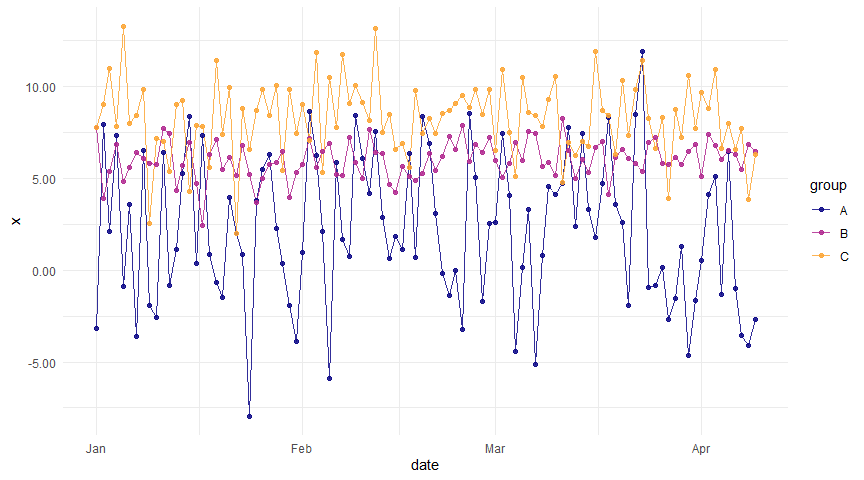 10.00
5.00
0.00
-5.00
x
Jan
Feb
Mar
Apr
date
group
A
B
C